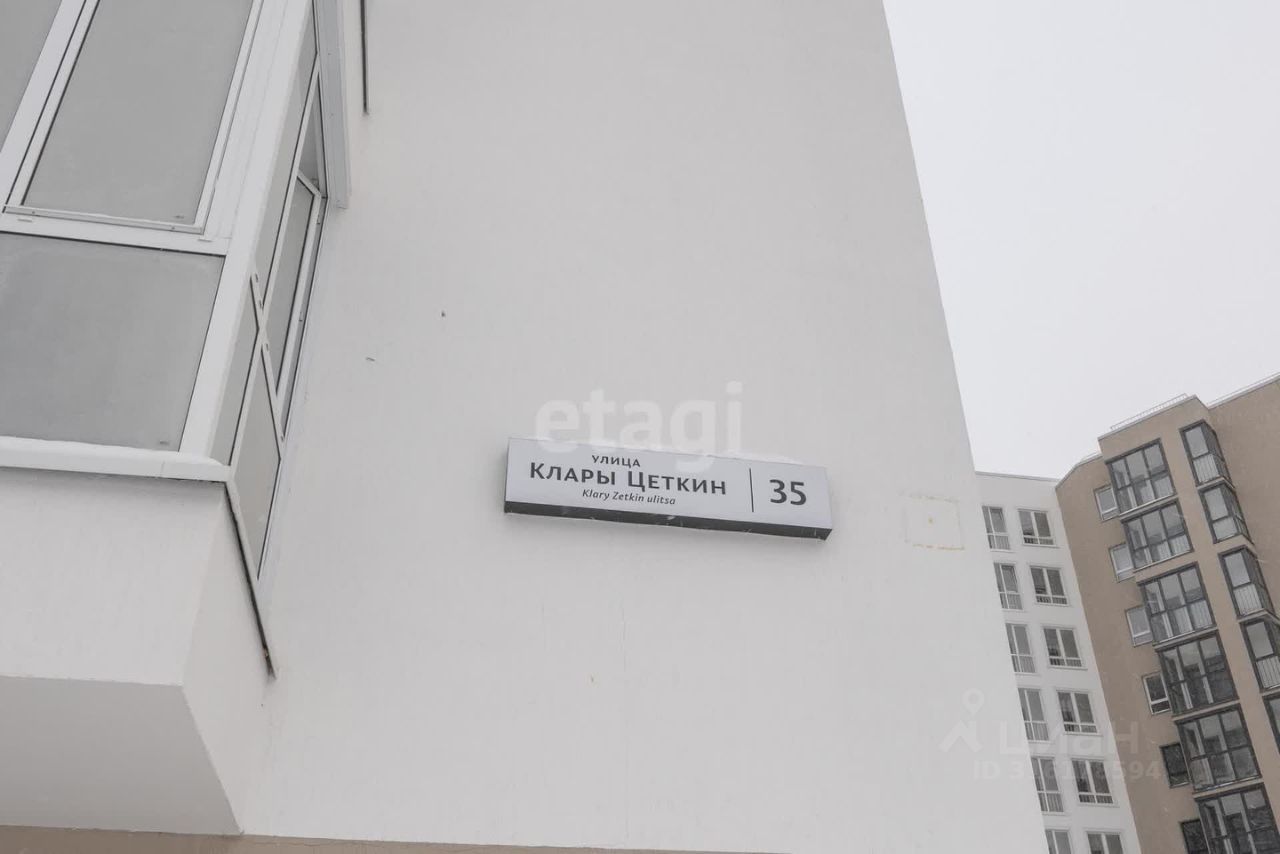 etagi
улица
Клары Цеткин
Klary Zetkin ulitsa
35
циан